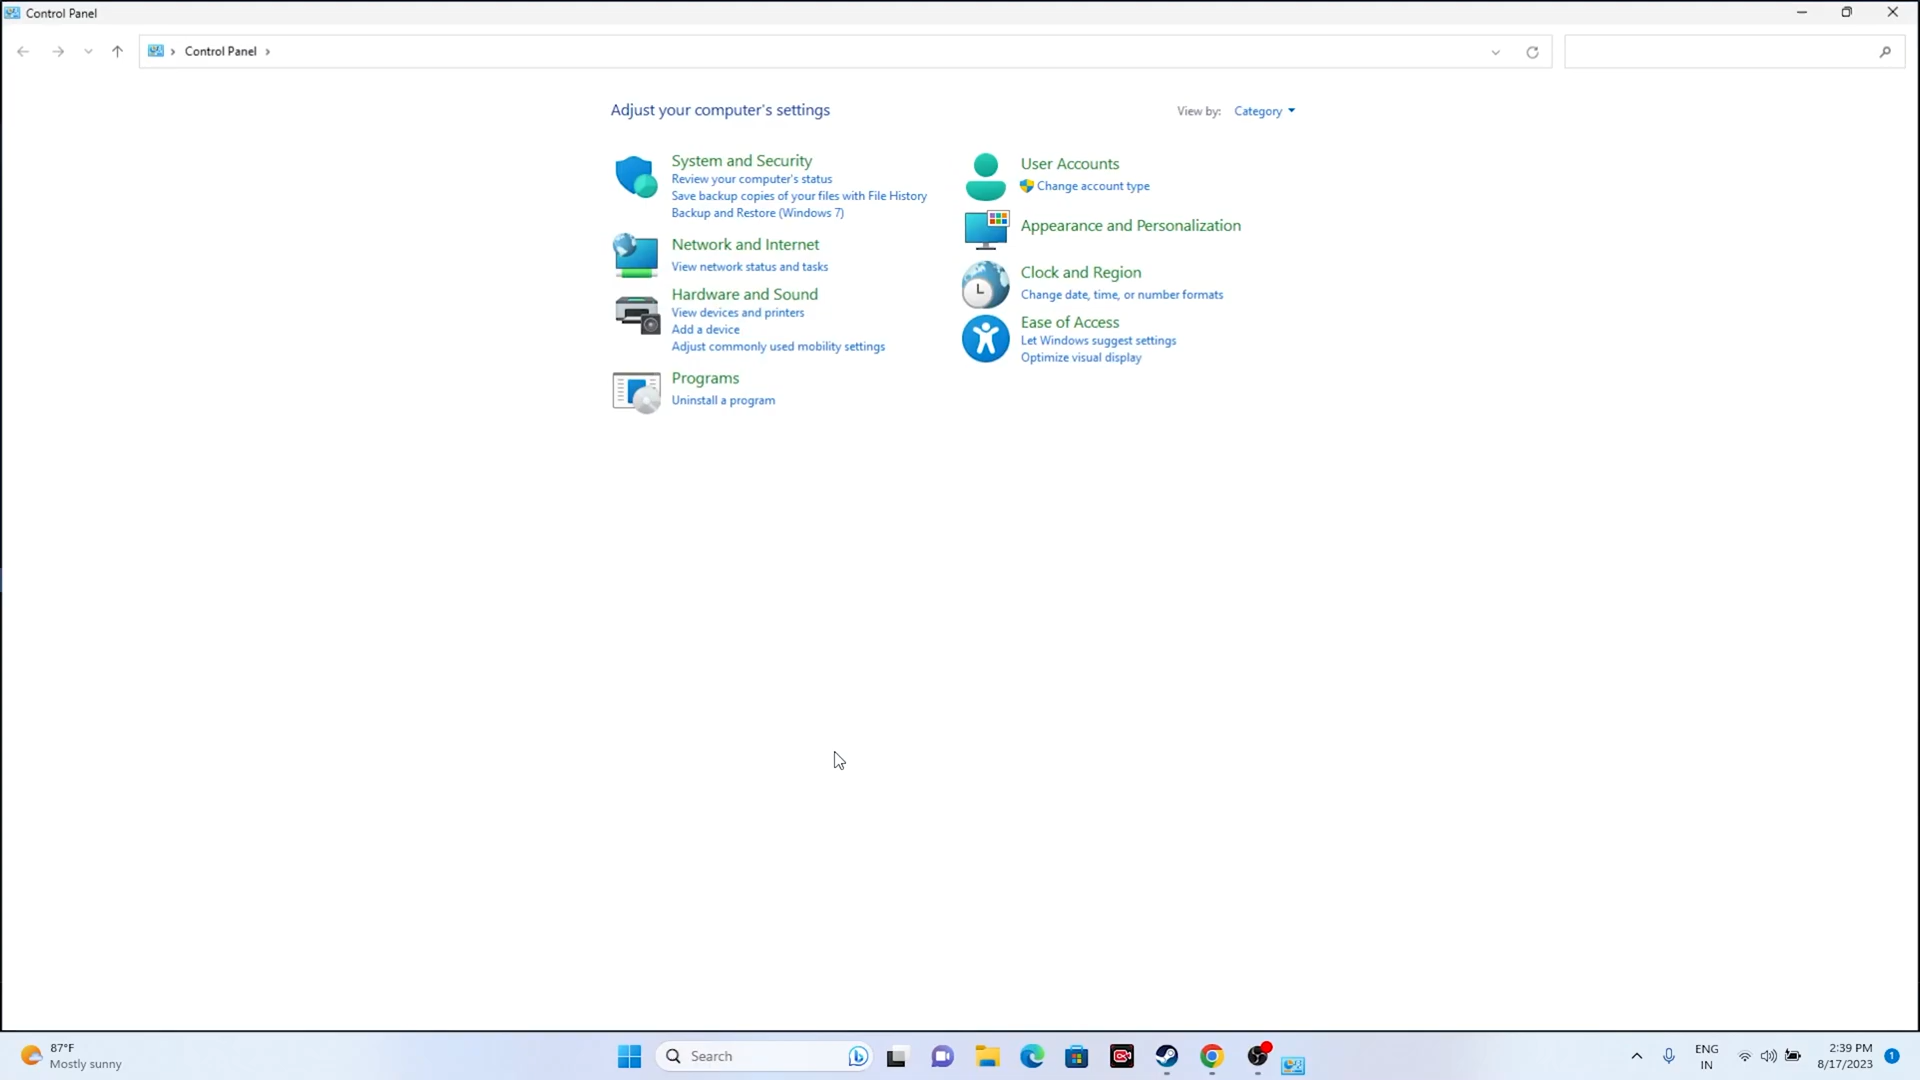 Control Panel
Control Panel
Adjust your computer's settings
View by: Category
System and Security
Review your computer's status
Save backup copies of your files with File History
Backup and Restore (Windows 7)
Network and Internet
View network status and tasks
Hardware and Sound
View devices and printers
Add a device
Adjust commonly used mobility settings
Programs
Uninstall a program
User Accounts
Change account type
Appearance and Personalization
Clock and Region
Change date, time, or number formats
Ease of Access
Let Windows suggest settings
Optimize visual display
87°F
Mostly sunny
Search
ENG
IN
2:39 PM
8/17/2023
1